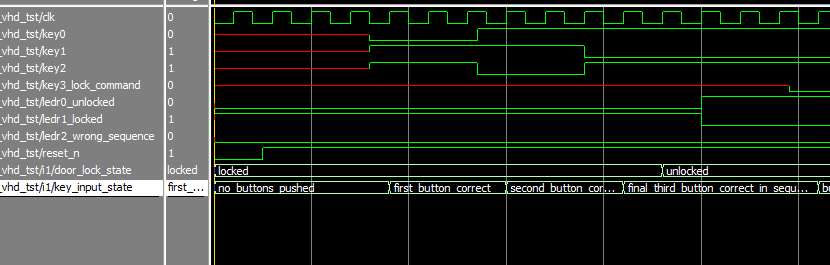 _vhd_tst/clk 0
_vhd_tst/key0 0
_vhd_tst/key1 1
_vhd_tst/key2 1
_vhd_tst/key3_lock_command 0
_vhd_tst/ledr0_unlocked 0
_vhd_tst/ledr1_locked 1
_vhd_tst/ledr2_wrong_sequence 0
_vhd_tst/reset_n 1
_vhd_tst/i1/door_lock_state locked locked unlocked
_vhd_tst/i1/key_input_state first_... no_buttons_pushed first_button_correct second_button_cor... final_third_button_correct_in_sequ... bu